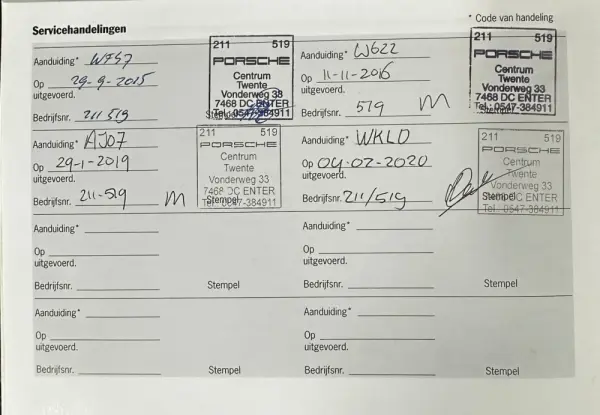 * Code van handeling
Servicehandelingen
Aanduiding* WF57
Op 29-9-2015
uitgevoerd.
Bedrijfsnr. 211 519
211 519
PORSCHE
Centrum
Twente
Vonderweg 33
7468 DC ENTER
Tel.: 0547-384911
Stempel
Aanduiding* WJ622
Op 11-11-2016
uitgevoerd.
Bedrijfsnr. 519
211 519
PORSCHE
Centrum
Twente
Vonderweg 33
7468 DC ENTER
Tel.: 0547-384911
Stempel
Aanduiding* AJ07
Op 29-1-2019
uitgevoerd.
Bedrijfsnr. 211-519
211 519
PORSCHE
Centrum
Twente
Vonderweg 33
7468 DC ENTER
Tel.: 0547-384911
Stempel
Aanduiding* WKLD
Op 04-02-2020
uitgevoerd.
Bedrijfsnr. 211/519
211 519
PORSCHE
Centrum
Twente
Vonderweg 33
7468 DC ENTER
Tel.: 0547-384911
Stempel
Aanduiding*
Op
uitgevoerd.
Bedrijfsnr.
Stempel
Aanduiding*
Op
uitgevoerd.
Bedrijfsnr.
Stempel
Aanduiding*
Op
uitgevoerd.
Bedrijfsnr.
Stempel
Aanduiding*
Op
uitgevoerd.
Bedrijfsnr.
Stempel